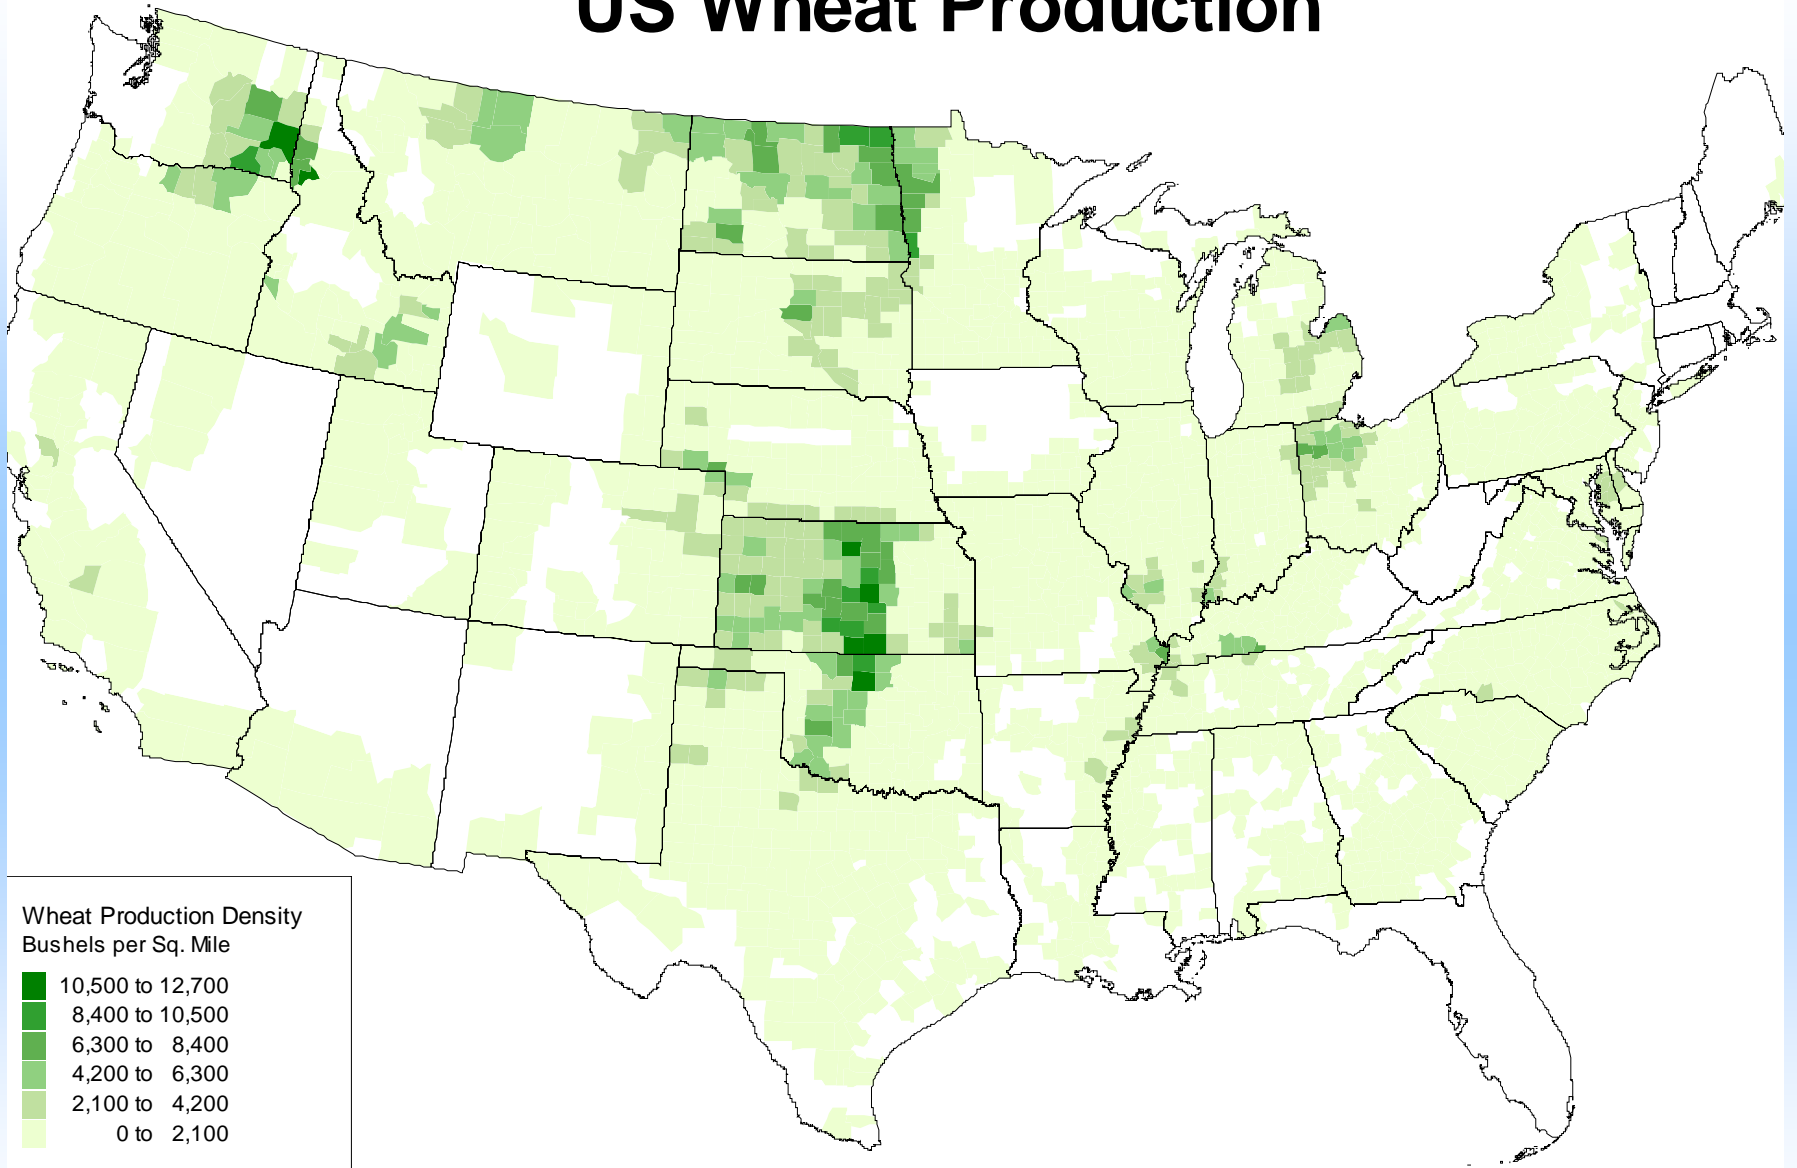 US Wheat Production
Wheat Production Density
Bushels per Sq. Mile
10,500 to 12,700
8,400 to 10,500
6,300 to 8,400
4,200 to 6,300
2,100 to 4,200
0 to 2,100